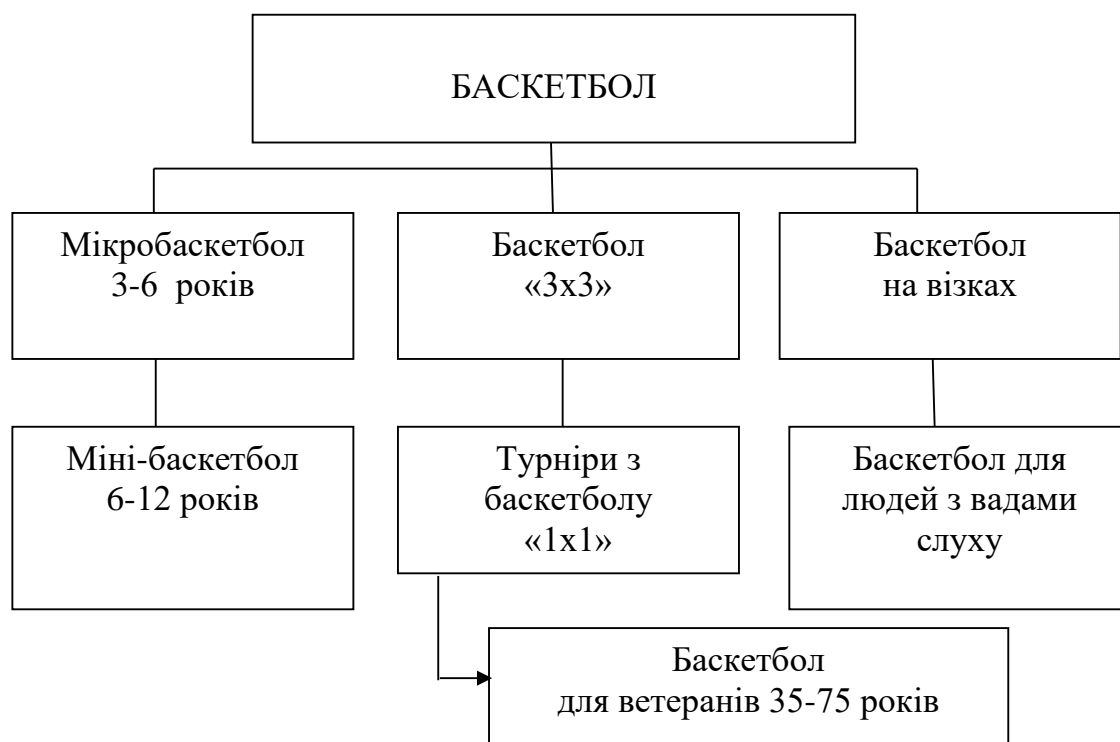 БАСКЕТБОЛ
Мікробаскетбол
3-6 років
Баскетбол
«3х3»
Баскетбол
на візках
Міні-баскетбол
6-12 років
Турніри з
баскетболу
«1х1»
Баскетбол для
людей з вадами
слуху
Баскетбол
для ветеранів 35-75 років